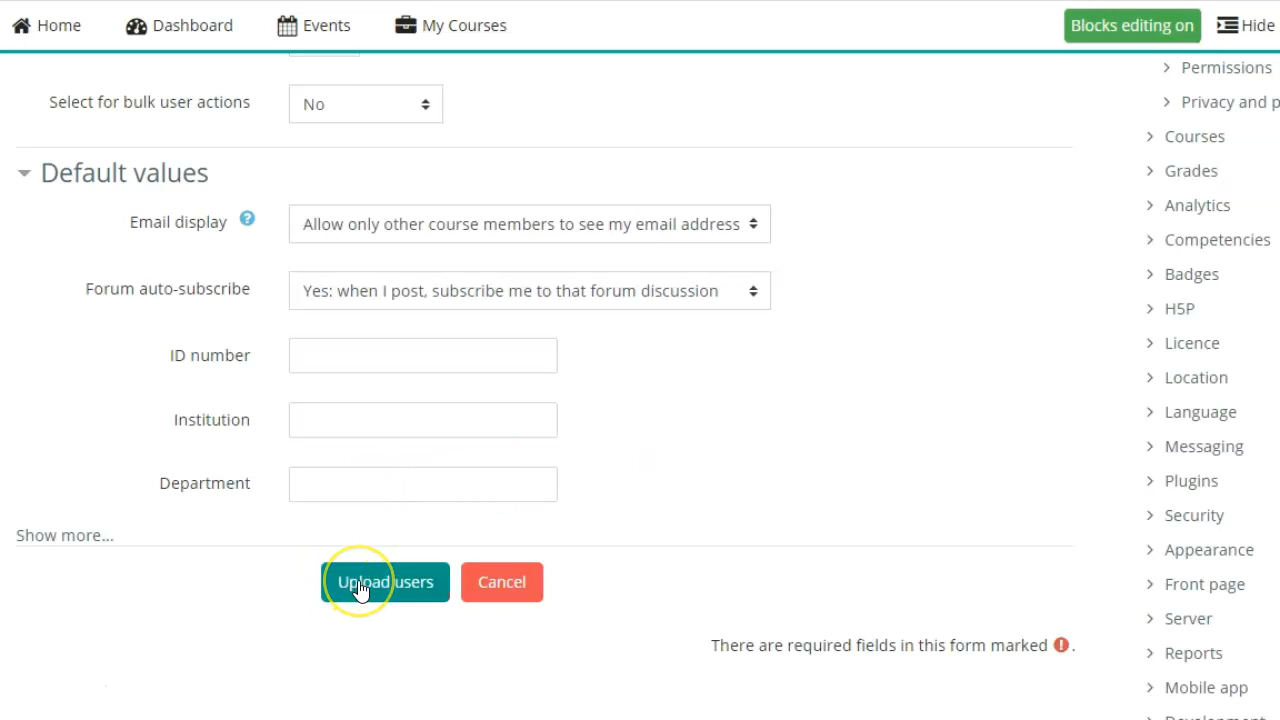 Home Dashboard Events My Courses Blocks editing on Hide
Select for bulk user actions No
Default values
Email display ? Allow only other course members to see my email address
Forum auto-subscribe Yes: when I post, subscribe me to that forum discussion
ID number
Institution
Department
Show more...
Upload users Cancel
There are required fields in this form marked ! .
Permissions
Privacy and p
Courses
Grades
Analytics
Competencies
Badges
H5P
Licence
Location
Language
Messaging
Plugins
Security
Appearance
Front page
Server
Reports
Mobile app